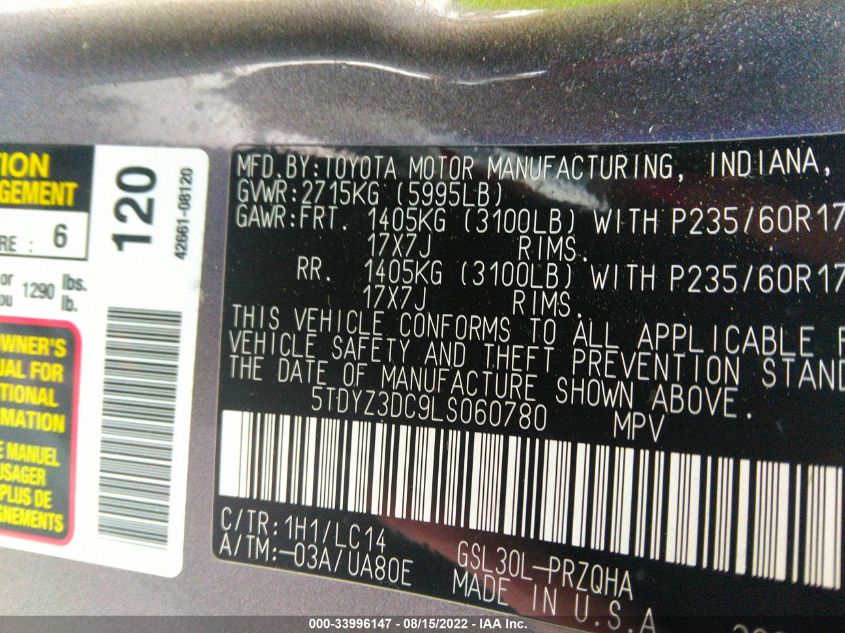 TION
GEMENT
RE : 6
or 1290 lbs.
ou lb.
WNER'S
UAL FOR
TIONAL
MATION
E MANUEL
USAGER
PLUS DE
GNEMENTS
120
42661-08120
MFD.BY:TOYOTA MOTOR MANUFACTURING, INDIANA,
GVWR:2715KG (5995LB)
GAWR:FRT. 1405KG (3100LB) WITH P235/60R17
17X7J RIMS.
RR. 1405KG (3100LB) WITH P235/60R17
17X7J RIMS.
THIS VEHICLE CONFORMS TO ALL APPLICABLE F
VEHICLE SAFETY AND THEFT PREVENTION STAND
THE DATE OF MANUFACTURE SHOWN ABOVE.
5TDYZ3DC9LS060780 MPV
C/TR:1H1/LC14
A/TM:-03A/UA80E GSL30L-PRZQHA
MADE IN U.S.A
000-33996147 - 08/15/2022 - IAA Inc.